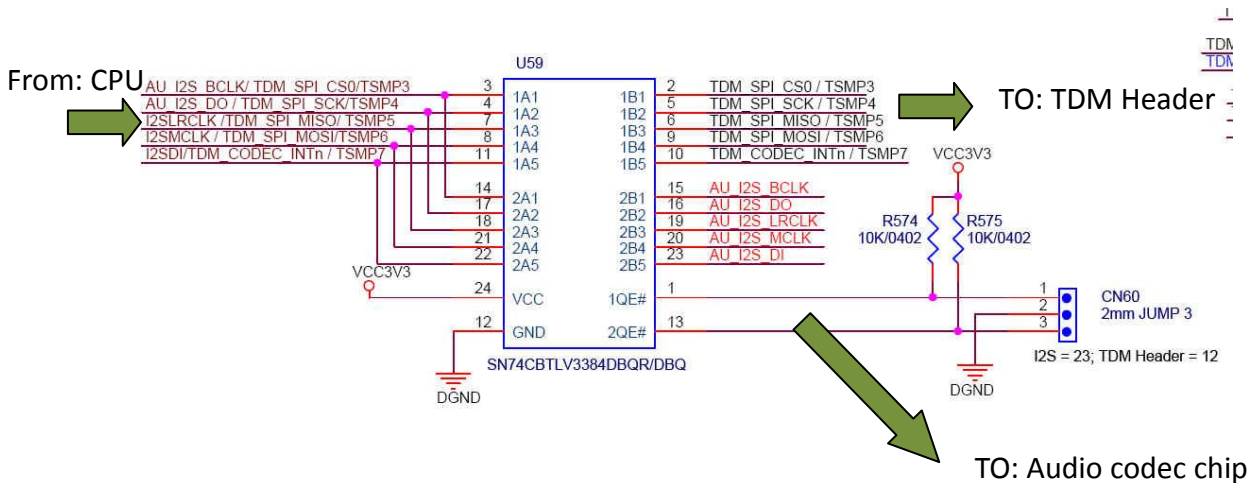 U59
From: CPU
AU_I2S_BCLK/ TDM_SPI_CS0/TSMP3
AU_I2S_DO / TDM_SPI_SCK/TSMP4
I2SLRCLK /TDM_SPI_MISO/ TSMP5
I2SMCLK / TDM_SPI_MOSI/TSMP6
I2SDI/TDM_CODEC_INTn / TSMP7
3
4
7
8
11
1A1
1A2
1A3
1A4
1A5
1B1
1B2
1B3
1B4
1B5
2
5
6
9
10
TDM_SPI_CS0 / TSMP3
TDM_SPI_SCK / TSMP4
TDM_SPI_MISO / TSMP5
TDM_SPI_MOSI / TSMP6
TDM_CODEC_INTn / TSMP7
TO: TDM Header
TDM
TDM
14
17
18
21
22
2A1
2A2
2A3
2A4
2A5
2B1
2B2
2B3
2B4
2B5
15
16
19
20
23
AU_I2S_BCLK
AU_I2S_DO
AU_I2S_LRCLK
AU_I2S_MCLK
AU_I2S_DI
VCC3V3
R574
10K/0402
R575
10K/0402
VCC3V3
24
VCC
1QE#
1
12
GND
2QE#
13
1
2
3
CN60
2mm JUMP 3
I2S = 23; TDM Header = 12
SN74CBTLV3384DBQR/DBQ
DGND
DGND
TO: Audio codec chip